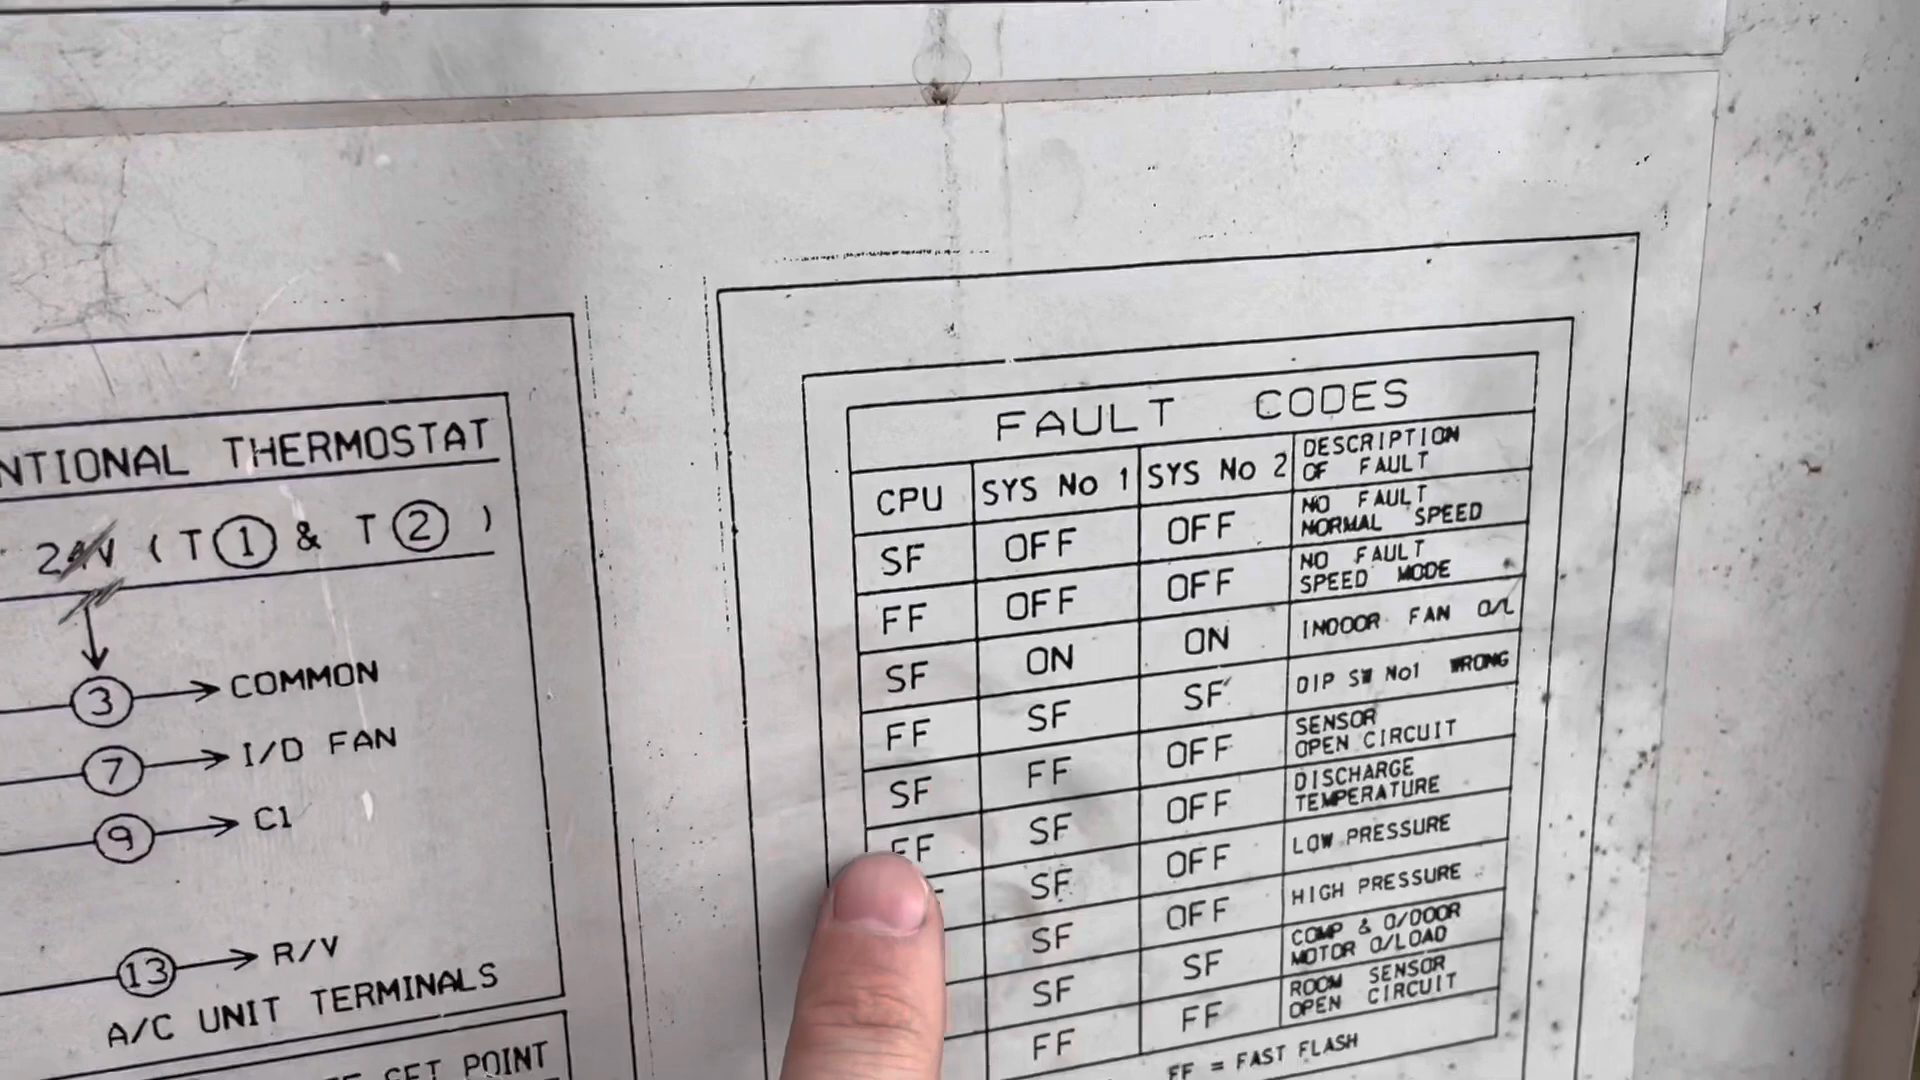 NTIONAL THERMOSTAT
(T① & T②)
③ → COMMON
⑦ → I/D FAN
⑨ → C1
⑬ → R/V
A/C UNIT TERMINALS
SET POINT
FAULT CODES
CPU SYS No 1 SYS No 2 DESCRIPTION OF FAULT
SF OFF OFF NO FAULT NORMAL SPEED
FF OFF OFF NO FAULT SPEED MODE
SF ON ON INDOOR FAN O/L
FF SF SF DIP SW No1 WRONG
SF FF OFF SENSOR OPEN CIRCUIT
FF SF OFF DISCHARGE TEMPERATURE
SF OFF LOW PRESSURE
SF OFF HIGH PRESSURE
SF SF COMP & O/DOOR MOTOR O/LOAD
FF FF ROOM SENSOR OPEN CIRCUIT
FF = FAST FLASH